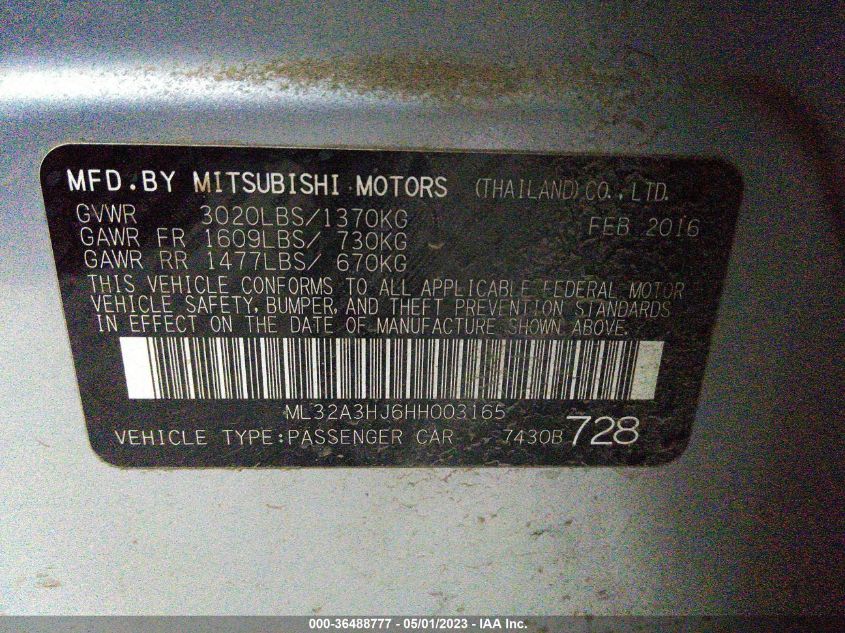 MFD.BY MITSUBISHI MOTORS (THAILAND) CO., LTD.
GVWR 3020LBS/1370KG FEB 2016
GAWR FR 1609LBS/ 730KG
GAWR RR 1477LBS/ 670KG
THIS VEHICLE CONFORMS TO ALL APPLICABLE FEDERAL MOTOR
VEHICLE SAFETY, BUMPER, AND THEFT PREVENTION STANDARDS
IN EFFECT ON THE DATE OF MANUFACTURE SHOWN ABOVE.
ML32A3HJ6HH003165
VEHICLE TYPE:PASSENGER CAR 7430B 728
000-36488777 - 05/01/2023 - IAA Inc.